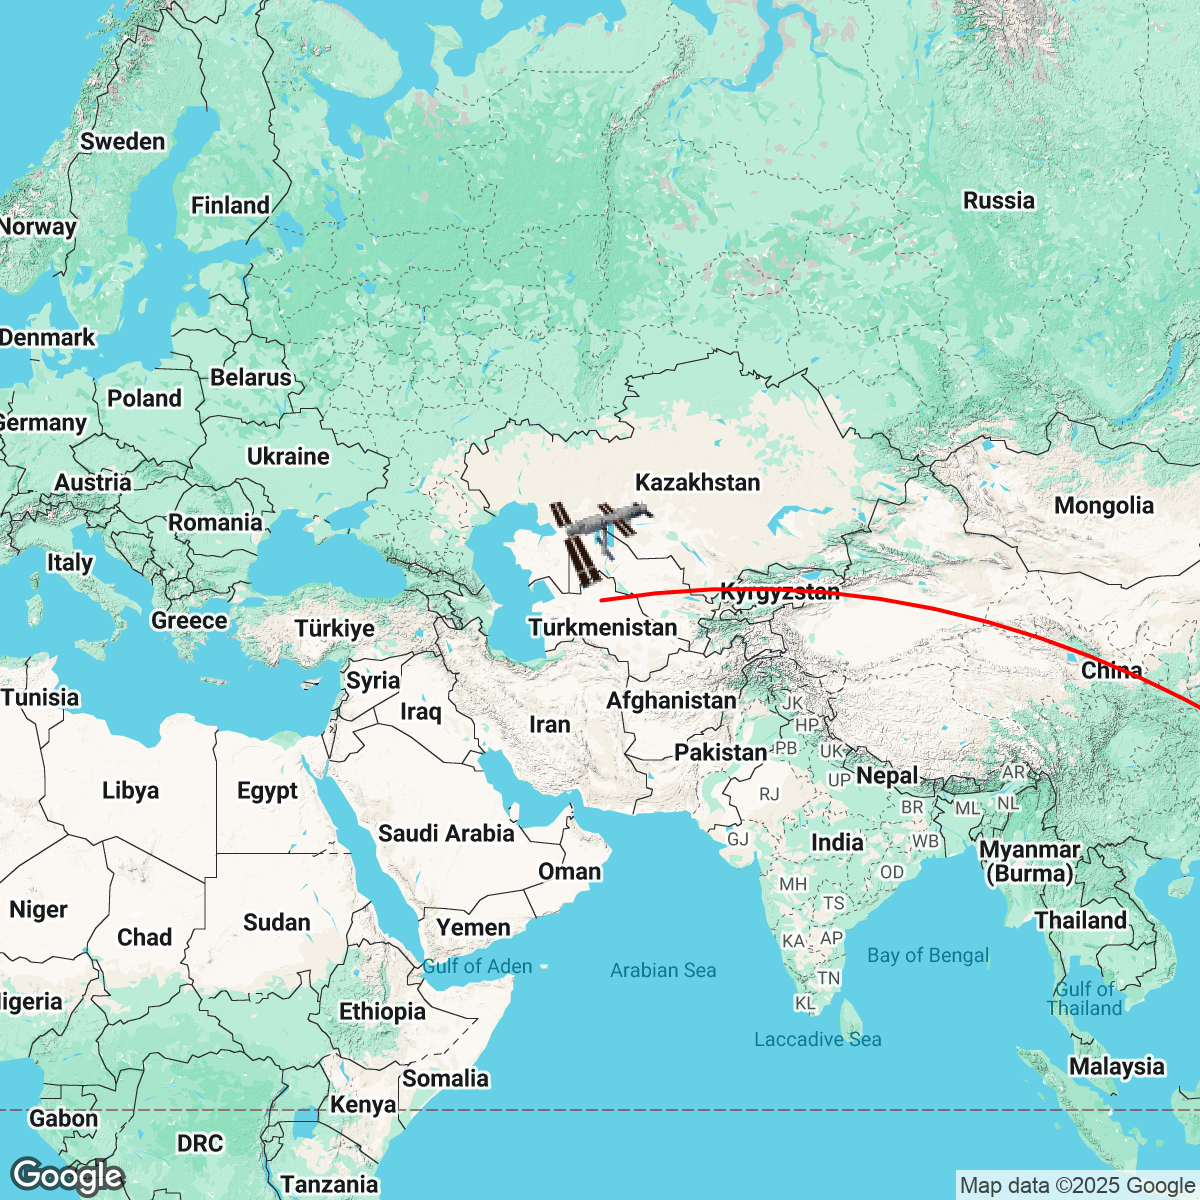 Sweden
Finland
Russia
Norway
Denmark
Belarus
Poland
Germany
Ukraine
Austria
Kazakhstan
Mongolia
Romania
Italy
Kyrgyzstan
Greece
Türkiye
Turkmenistan
China
Syria
Tunisia
Iraq
Afghanistan
JK
Iran
HP
Pakistan
PB
UK
Nepal
AR
UP
Libya
Egypt
RJ
BR
ML
NL
Saudi Arabia
GJ
India
WB
Myanmar
(Burma)
Oman
OD
MH
Niger
TS
Sudan
Yemen
Thailand
Chad
KA
AP
Bay of Bengal
Gulf of Aden
Arabian Sea
TN
Gulf of
Thailand
ligeria
Ethiopia
KL
Laccadive Sea
Malaysia
Somalia
Kenya
Gabon
DRC
Tanzania
Google
Map data ©2025 Google